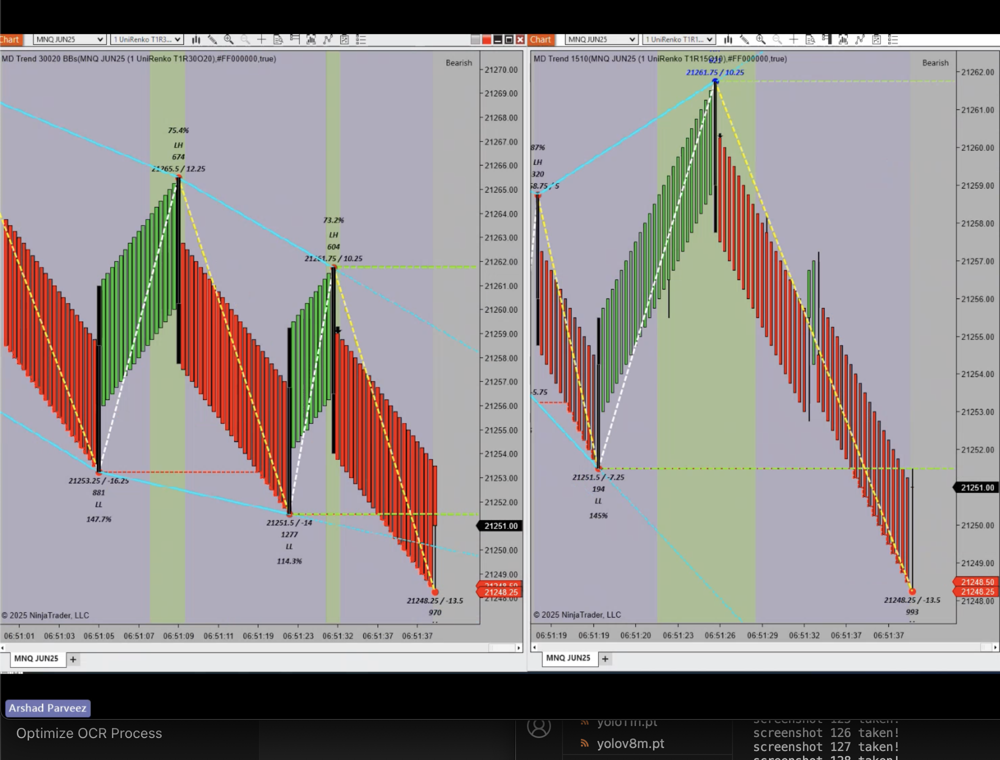 Chart
MNQ JUN25
1 UniRenko T1R3...
MD Trend 30020 BBs(MNQ JUN25 (1 UniRenko T1R30O20),#FF000000,true)
Bearish
75.4%
LH
674
21265.5 / 12.25
73.2%
LH
604
21261.75 / 10.25
21253.25 / -16.25
881
LL
147.7%
21251.5 / -14
1277
LL
114.3%
21248.25 / -13.5
970
21270.00
21269.00
21268.00
21267.00
21266.00
21265.00
21264.00
21263.00
21262.00
21261.00
21260.00
21259.00
21258.00
21257.00
21256.00
21255.00
21254.00
21253.00
21252.00
21251.00
21250.00
21249.00
21248.50
21248.25
21248.00
© 2025 NinjaTrader, LLC
06:51:01 06:51:03 06:51:05 06:51:07 06:51:09 06:51:11 06:51:19 06:51:23 06:51:32 06:51:37 06:51:37
MNQ JUN25 +
Chart
MNQ JUN25
1 UniRenko T1R1...
MD Trend 1510(MNQ JUN25 (1 UniRenko T1R15O10),#FF000000,true)
Bearish
21261.75 / 10.25
87%
LH
320
5.75
21251.5 / -7.25
194
LL
145%
21248.25 / -13.5
993
21262.00
21261.00
21260.00
21259.00
21258.00
21257.00
21256.00
21255.00
21254.00
21253.00
21252.00
21251.00
21250.00
21249.00
21248.50
21248.25
21248.00
© 2025 NinjaTrader, LLC
06:51:19 06:51:19 06:51:20 06:51:23 06:51:26 06:51:29 06:51:32 06:51:37 06:51:37
MNQ JUN25 +
Arshad Parveez
Optimize OCR Process
yolo11n.pt
yolov8m.pt
screenshot 125 taken!
screenshot 126 taken!
screenshot 127 taken!
screenshot 128 taken!